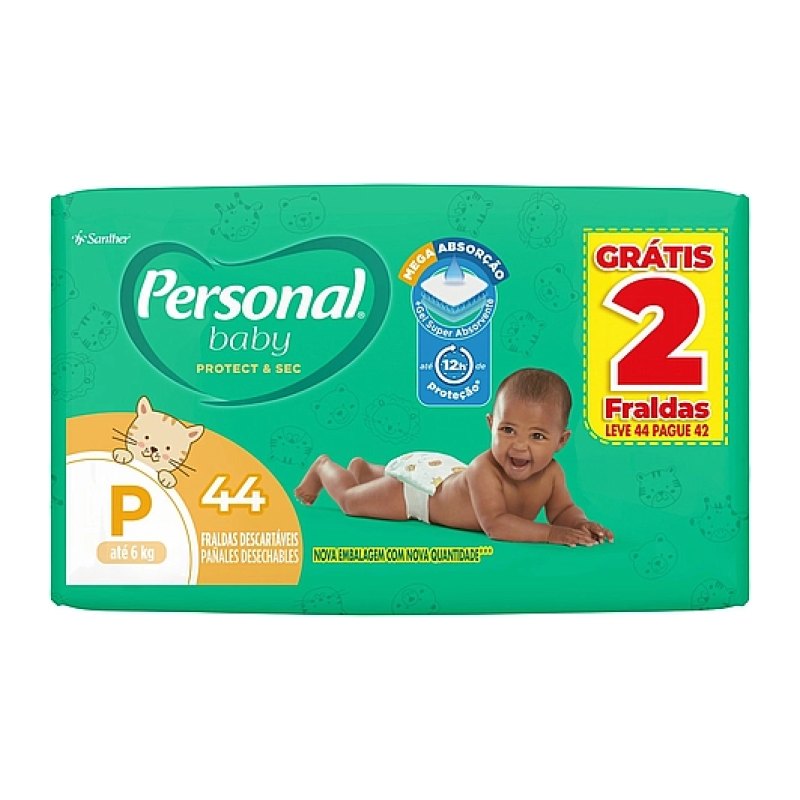 Santher
Personal®
baby
PROTECT & SEC
MEGA ABSORÇÃO
+Gel Super Absorvente
até 12h de
proteção*
GRÁTIS
2
Fraldas
LEVE 44 PAGUE 42
P
até 6 kg
44
FRALDAS DESCARTÁVEIS
PAÑALES DESECHABLES
NOVA EMBALAGEM COM NOVA QUANTIDADE***